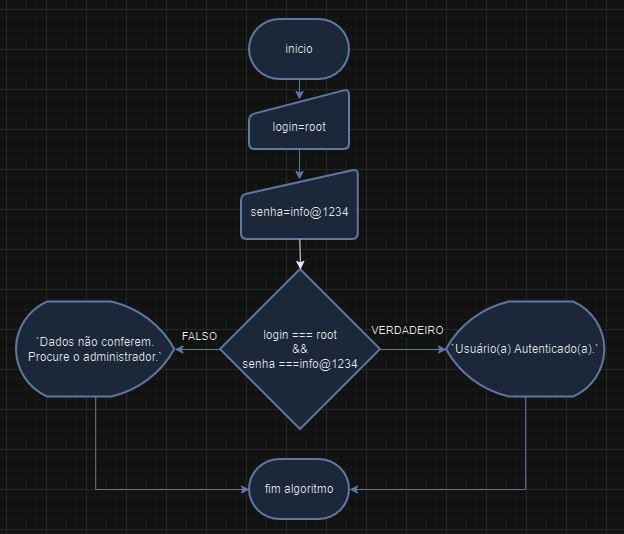 inicio
login=root
senha=info@1234
login === root
&&
senha ===info@1234
FALSO
VERDADEIRO
`Dados não conferem.
Procure o administrador.`
`Usuário(a) Autenticado(a).`
fim algoritmo